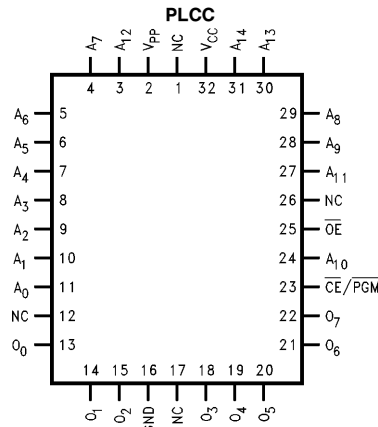 PLCC
A7 A12 VPP NC VCC A14 A13
4 3 2 1 32 31 30
A6 5 29 A8
A5 6 28 A9
A4 7 27 A11
A3 8 26 NC
A2 9 25 O̅E̅
A1 10 24 A10
A0 11 23 C̅E̅/P̅G̅M̅
NC 12 22 O7
O0 13 21 O6
14 15 16 17 18 19 20
O1 O2 GND NC O3 O4 O5